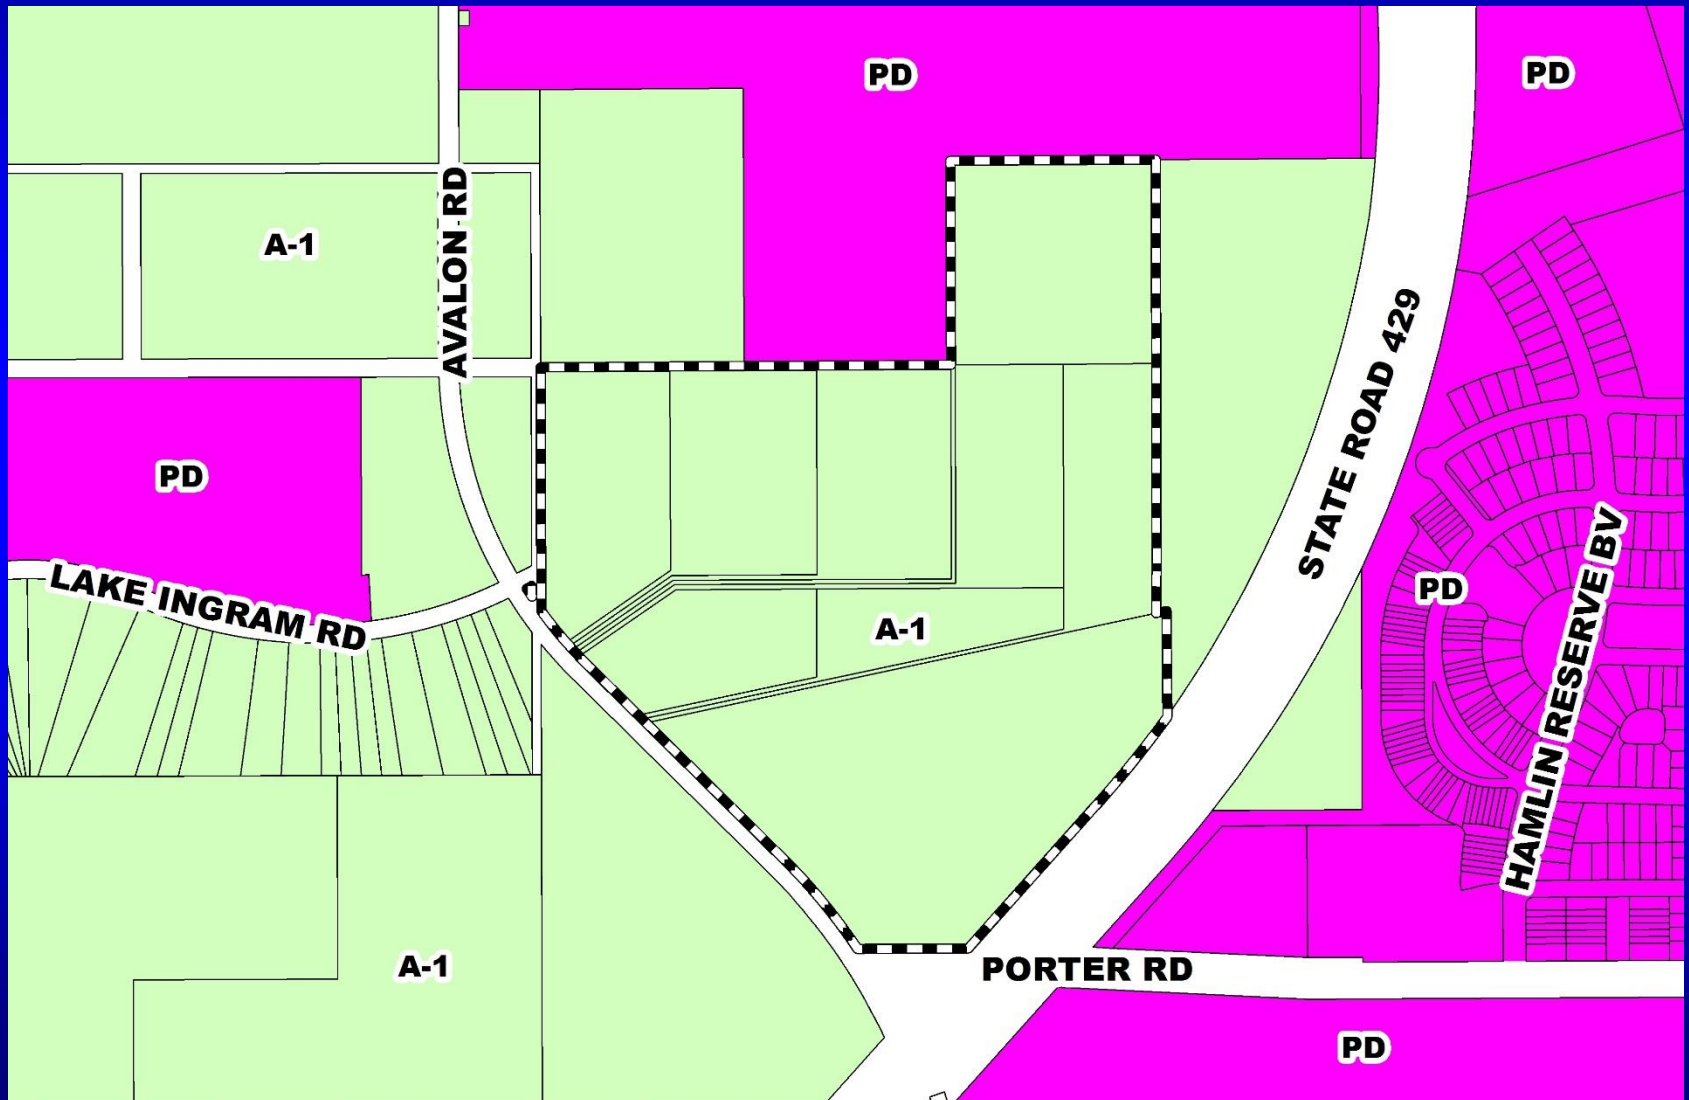 PD
PD
A-1
AVALON RD
STATE ROAD 429
PD
LAKE INGRAM RD
PD
A-1
HAMLIN RESERVE BV
A-1
PORTER RD
PD